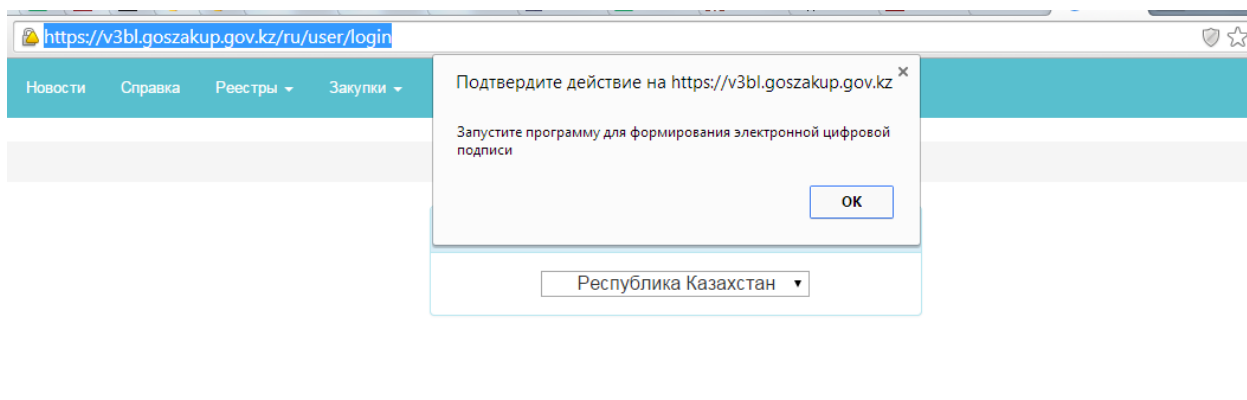 https://v3bl.goszakup.gov.kz/ru/user/login
Новости Справка Реестры Закупки
Подтвердите действие на https://v3bl.goszakup.gov.kz
Запустите программу для формирования электронной цифровой
подписи
ОК
Республика Казахстан